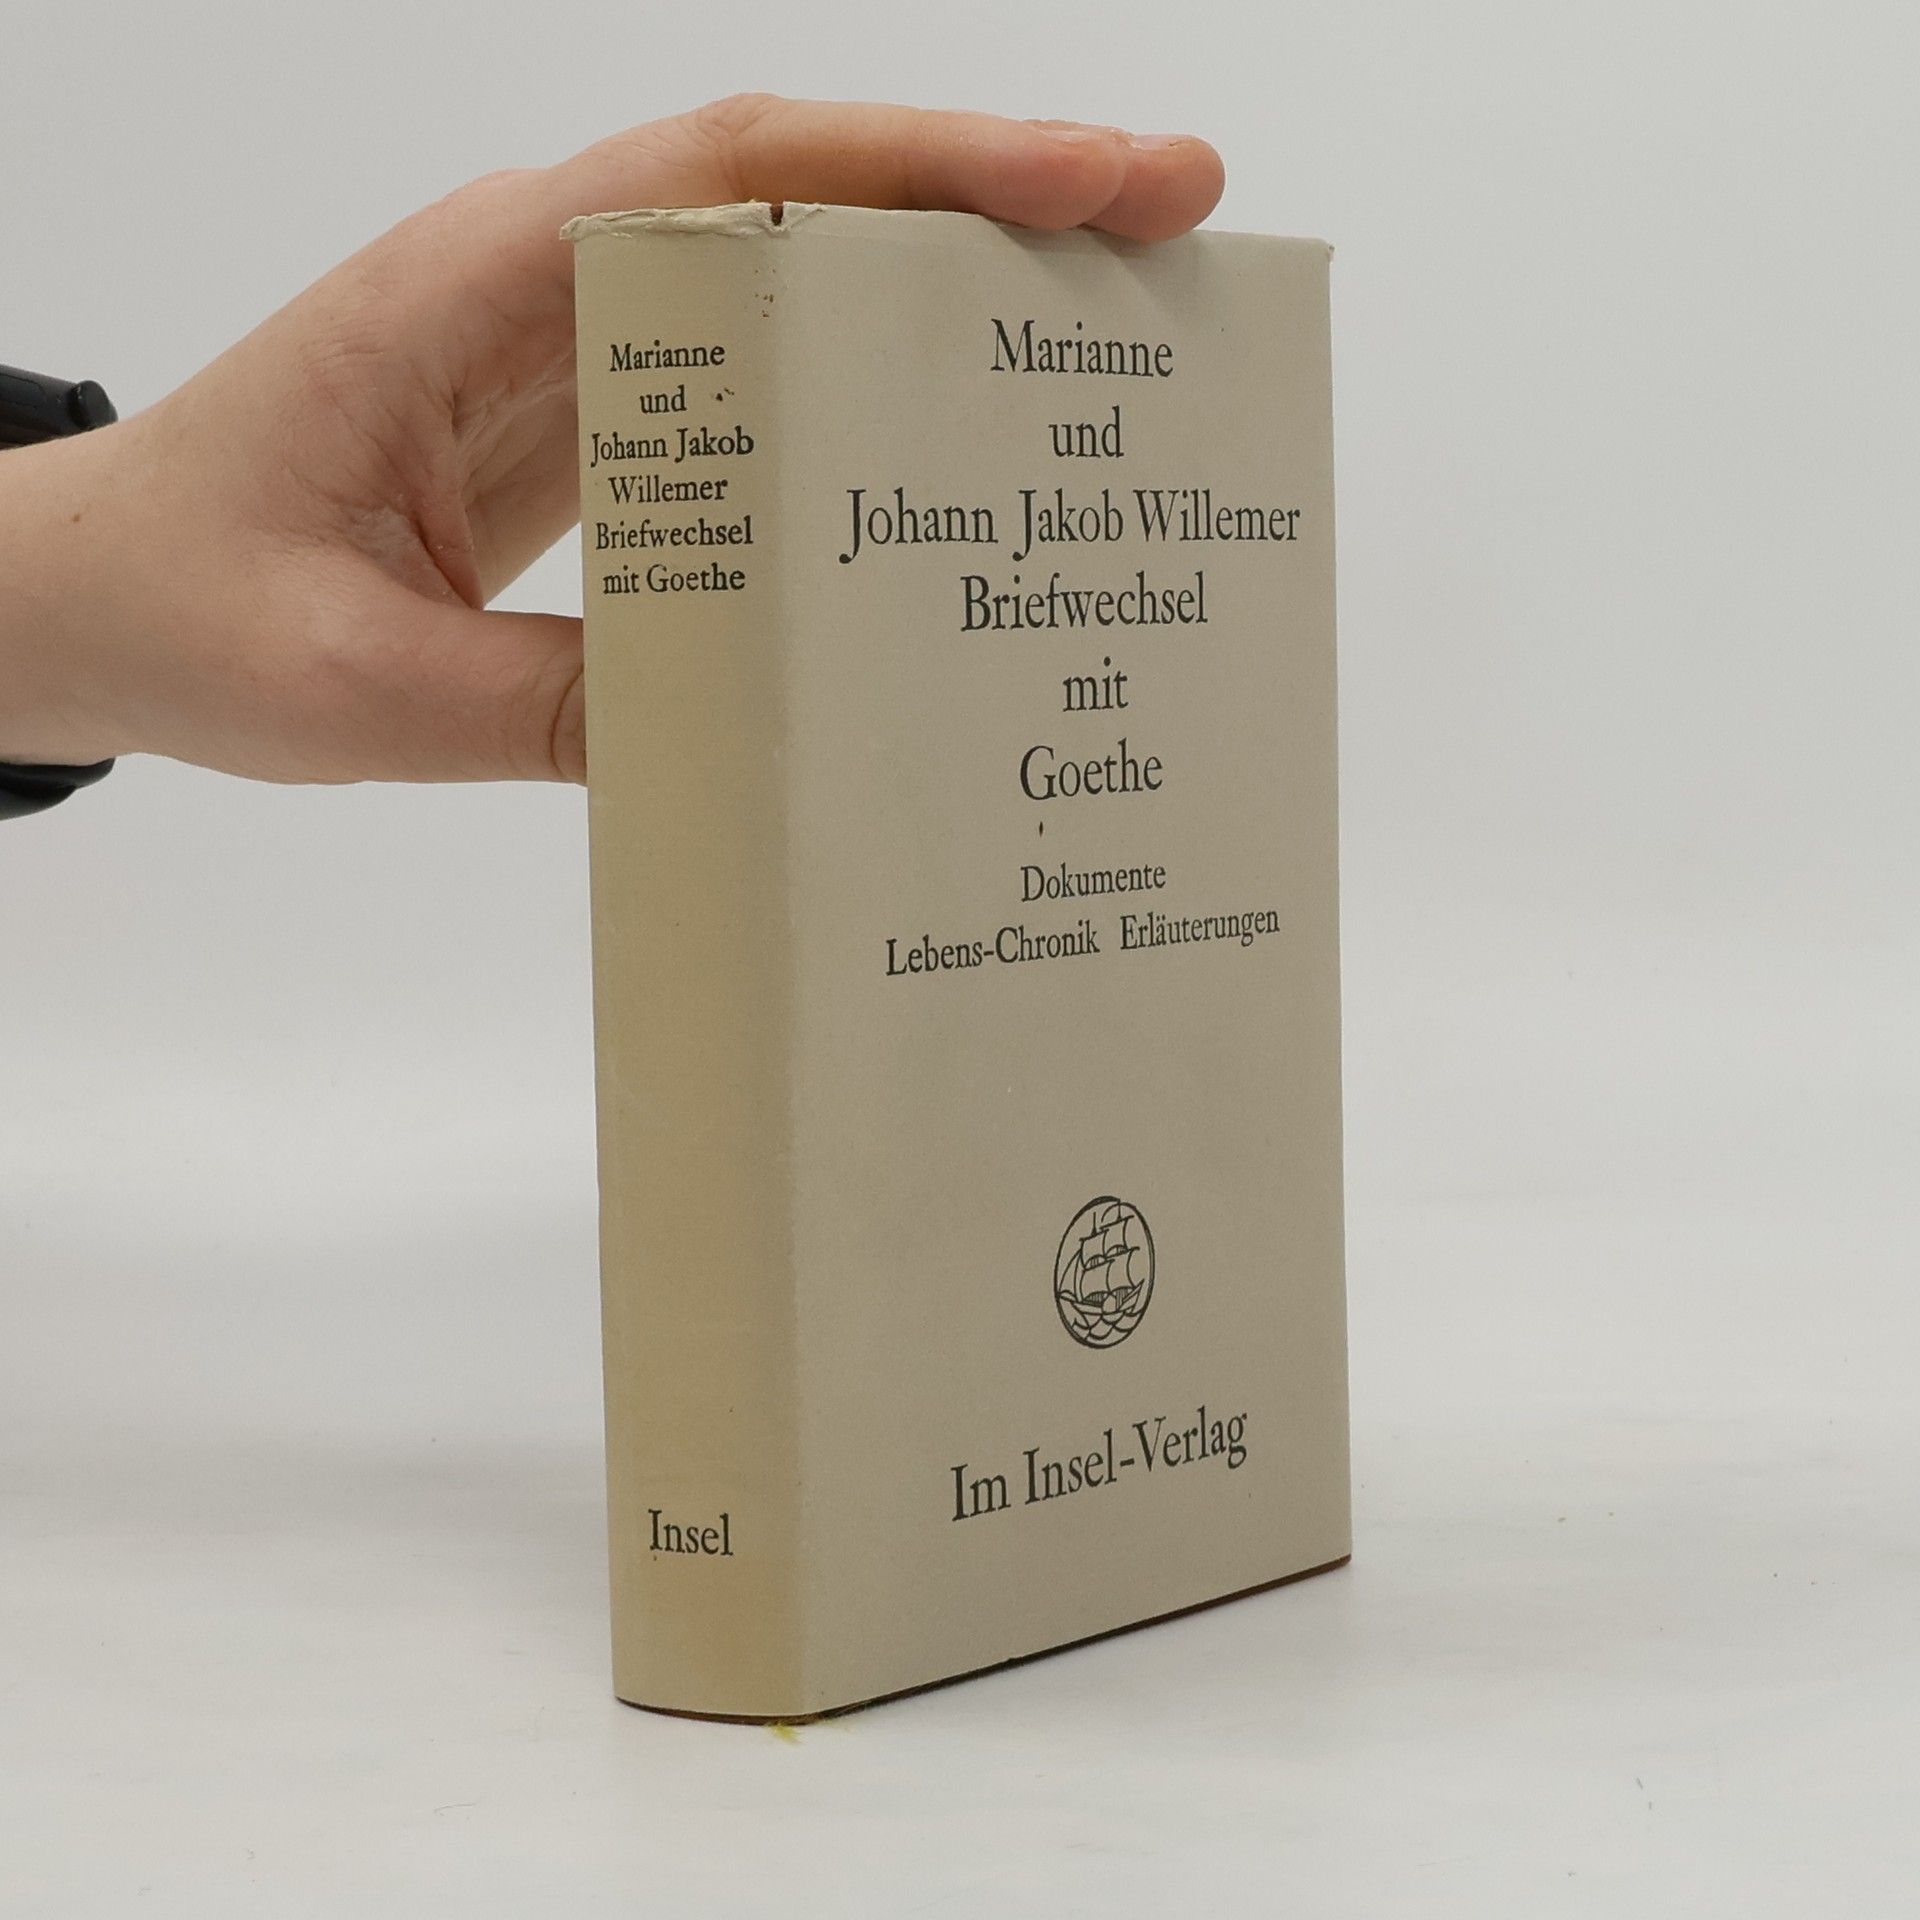 Marianne
und
Johann Jakob
Willemer
Briefwechsel
mit Goethe
Insel
Marianne
und
Johann Jakob Willemer
Briefwechsel
mit
Goethe
Dokumente
Lebens-Chronik Erläuterungen
Im Insel-Verlag